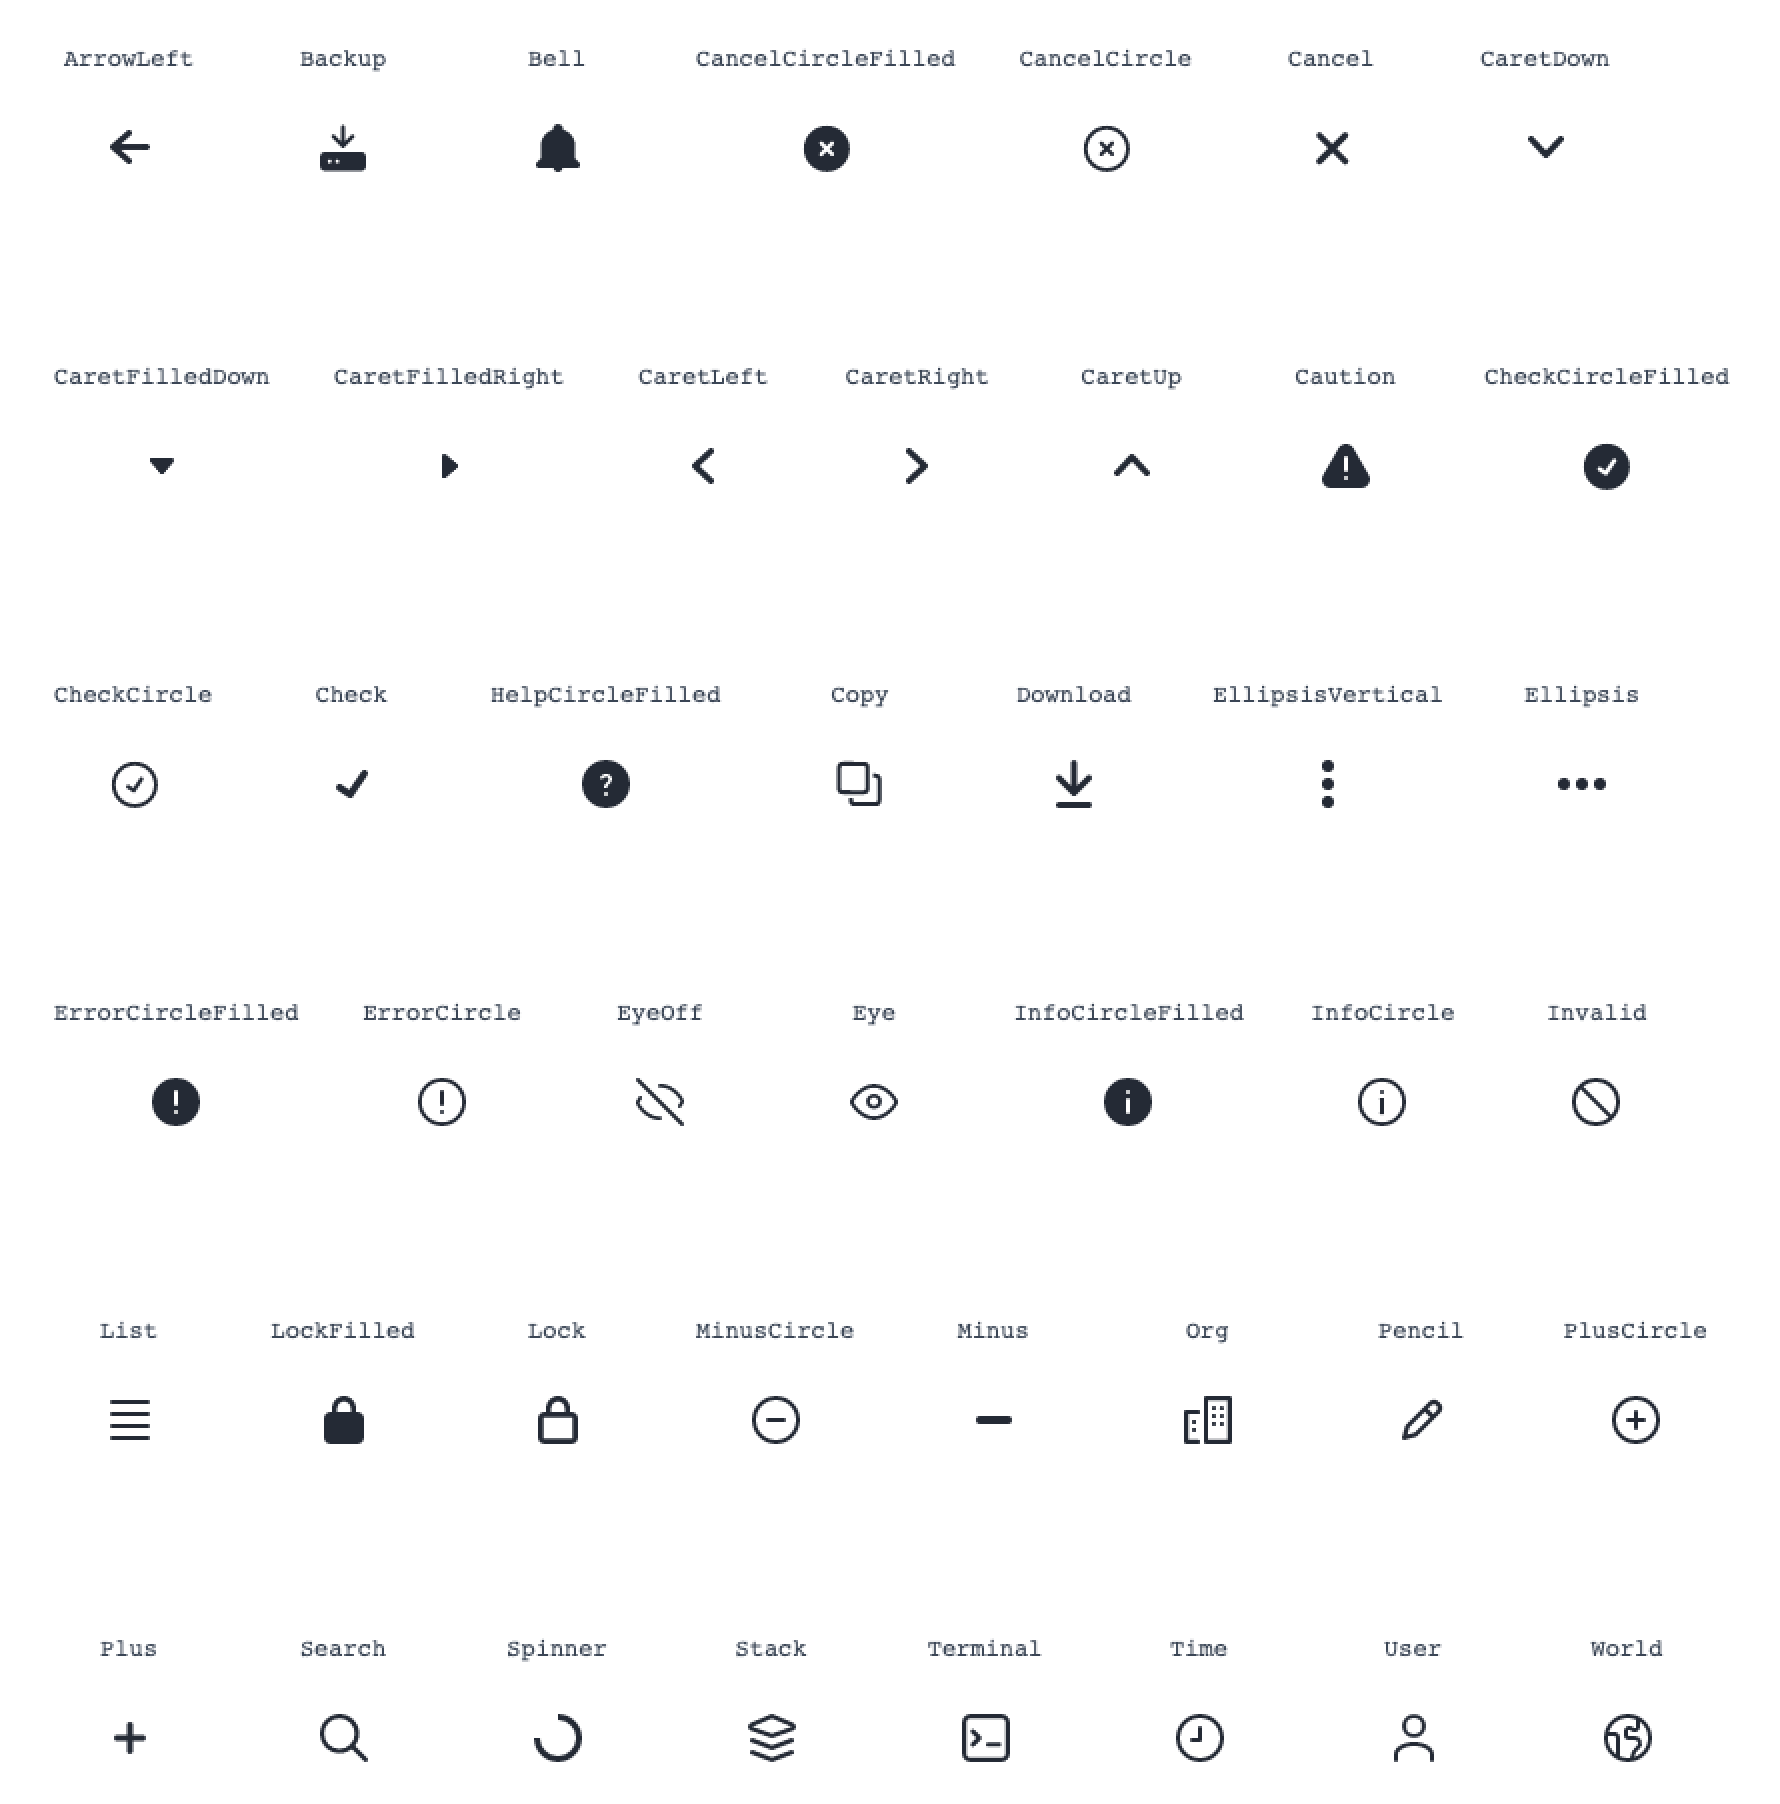 ArrowLeft Backup Bell CancelCircleFilled CancelCircle Cancel CaretDown
CaretFilledDown CaretFilledRight CaretLeft CaretRight CaretUp Caution CheckCircleFilled
CheckCircle Check HelpCircleFilled Copy Download EllipsisVertical Ellipsis
ErrorCircleFilled ErrorCircle EyeOff Eye InfoCircleFilled InfoCircle Invalid
List LockFilled Lock MinusCircle Minus Org Pencil PlusCircle
Plus Search Spinner Stack Terminal Time User World